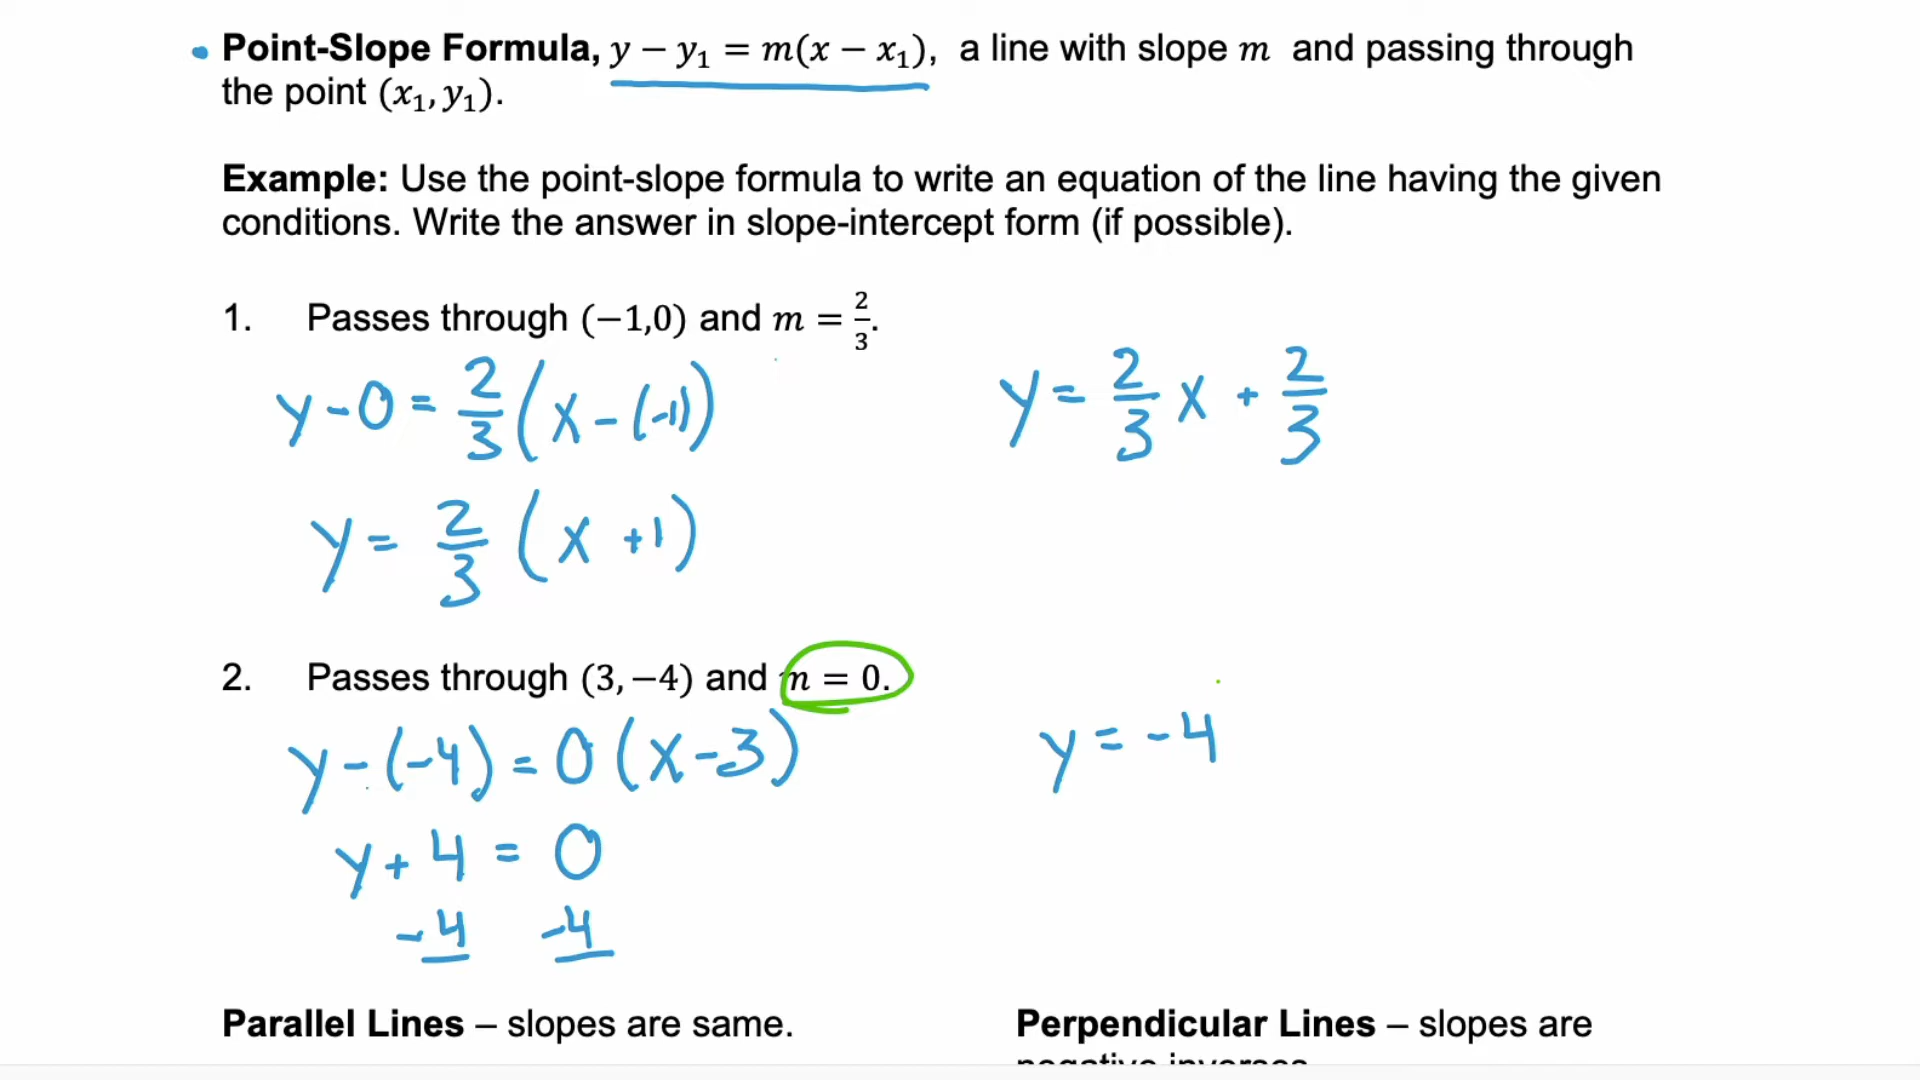 Point-Slope Formula, y − y₁ = m(x − x₁), a line with slope m and passing through
the point (x₁, y₁).
Example: Use the point-slope formula to write an equation of the line having the given
conditions. Write the answer in slope-intercept form (if possible).
1. Passes through (−1,0) and m = 2/3.
y - 0 = 2/3 (x - (-1))
y = 2/3 (x + 1)
y = 2/3 x + 2/3
2. Passes through (3, −4) and m = 0.
y - (-4) = 0 (x - 3)
y + 4 = 0
-4 -4
y = -4
Parallel Lines – slopes are same.
Perpendicular Lines – slopes are
negative inverses